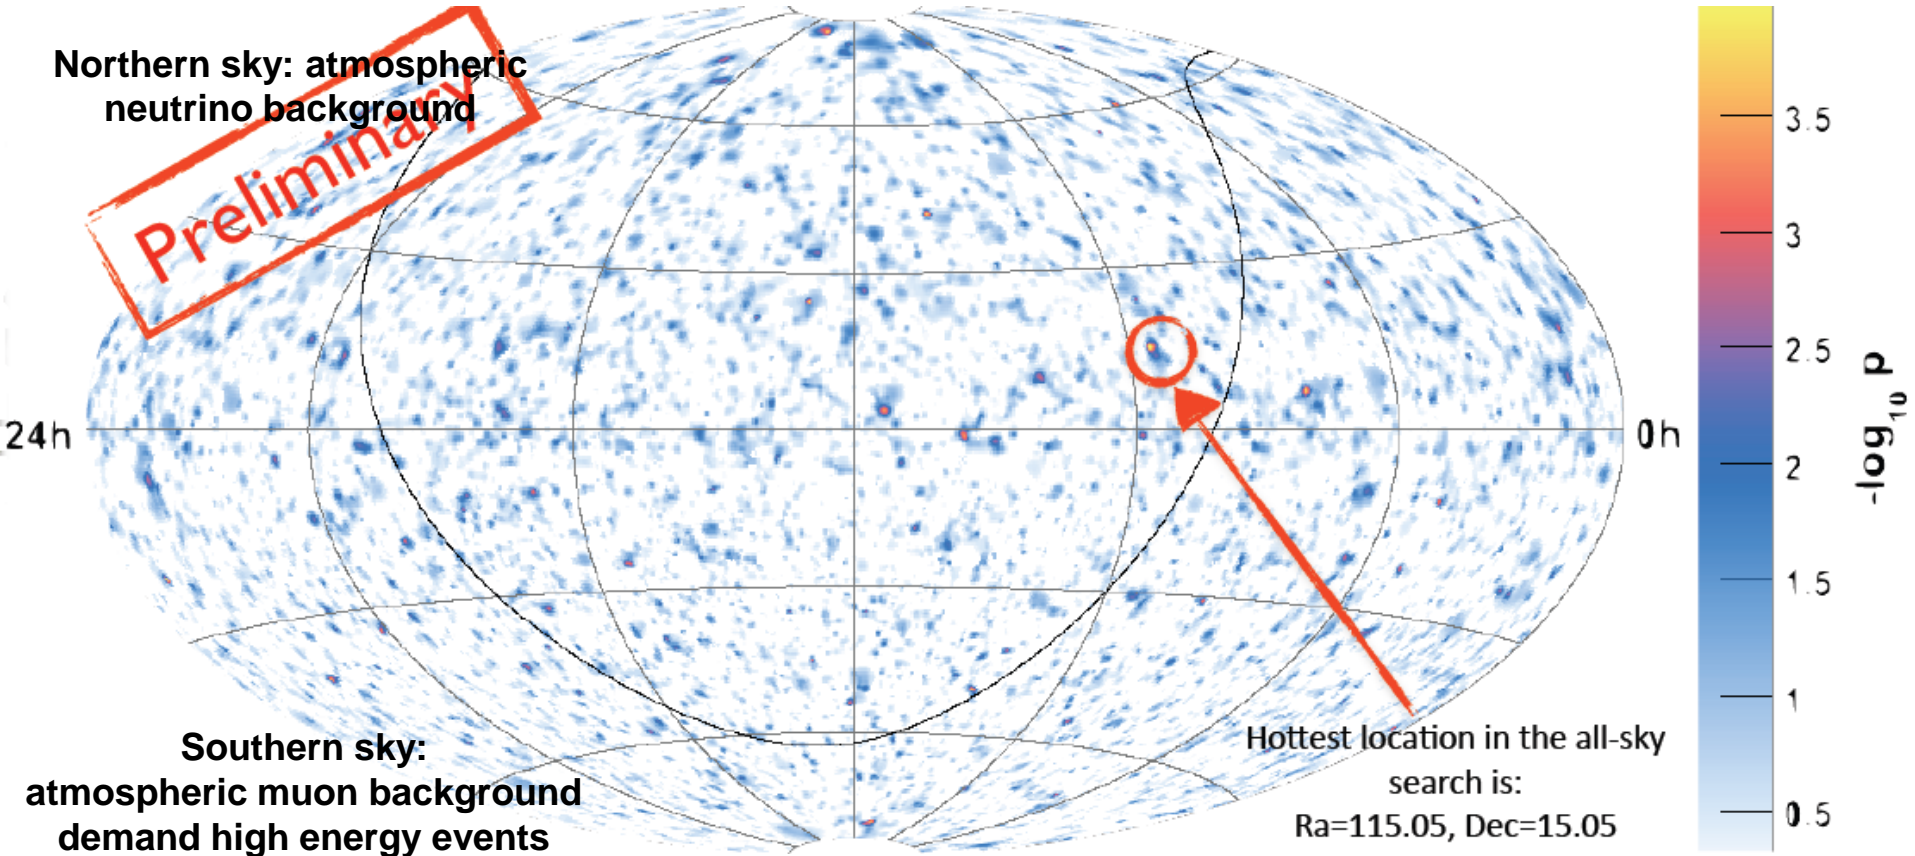 Northern sky: atmospheric
neutrino background
Preliminary
24h
0h
3.5
3
2.5
2
1.5
1
0.5
-log10 p
Southern sky:
atmospheric muon background
demand high energy events
Hottest location in the all-sky
search is:
Ra=115.05, Dec=15.05